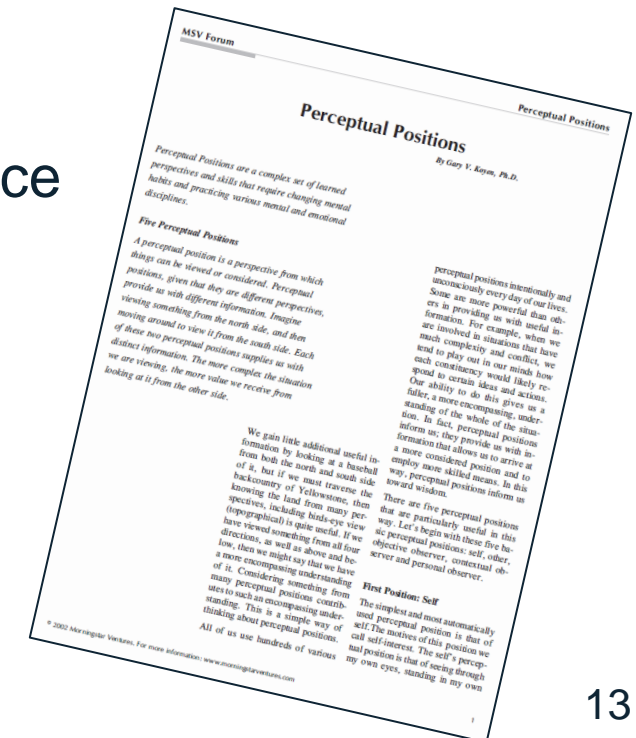 ce
MSV Forum
Perceptual Positions
Perceptual Positions
By Gary V. Koyen, Ph.D.
Perceptual Positions are a complex set of learned
perspectives and skills that require changing mental
habits and practicing various mental and emotional
disciplines.
Five Perceptual Positions
A perceptual position is a perspective from which
things can be viewed or considered. Perceptual
positions, given that they are different perspectives,
provide us with different information. Imagine
viewing something from the north side, and then
moving around to view it from the south side. Each
of these two perceptual positions supplies us with
distinct information. The more complex the situation
we are viewing, the more value we receive from
looking at it from the other side.
We gain little additional useful in-
formation by looking at a baseball
from both the north and south side
of it, but if we must traverse the
backcountry of Yellowstone, then
knowing the land from many per-
spectives, including birds-eye view
(topographical) is quite useful. If we
have viewed something from all four
directions, as well as above and be-
low, then we might say that we have
a more encompassing understanding
of it. Considering something from
many perceptual positions contrib-
utes to such an encompassing under-
standing. This is a simple way of
thinking about perceptual positions.
All of us use hundreds of various
perceptual positions intentionally and
unconsciously every day of our lives.
Some are more powerful than oth-
ers in providing us with useful in-
formation. For example, when we
are involved in situations that have
much complexity and conflict, we
tend to play out in our minds how
each constituency would likely re-
spond to certain ideas and actions.
Our ability to do this gives us a
fuller, a more encompassing, under-
standing of the whole of the situa-
tion. In fact, perceptual positions
inform us; they provide us with in-
formation that allows us to arrive at
a more considered position and to
employ more skilled means. In this
way, perceptual positions inform us
toward wisdom.
There are five perceptual positions
that are particularly useful in this
way. Let's begin with these five ba-
sic perceptual positions: self, other,
objective observer, contextual ob-
server and personal observer.
First Position: Self
The simplest and most automatically
used perceptual position is that of
self. The motives of this position we
call self-interest. The self's percep-
tual position is that of seeing through
my own eyes, standing in my own
© 2002 Morningstar Ventures. For more information: www.morningstarventures.com
1
13